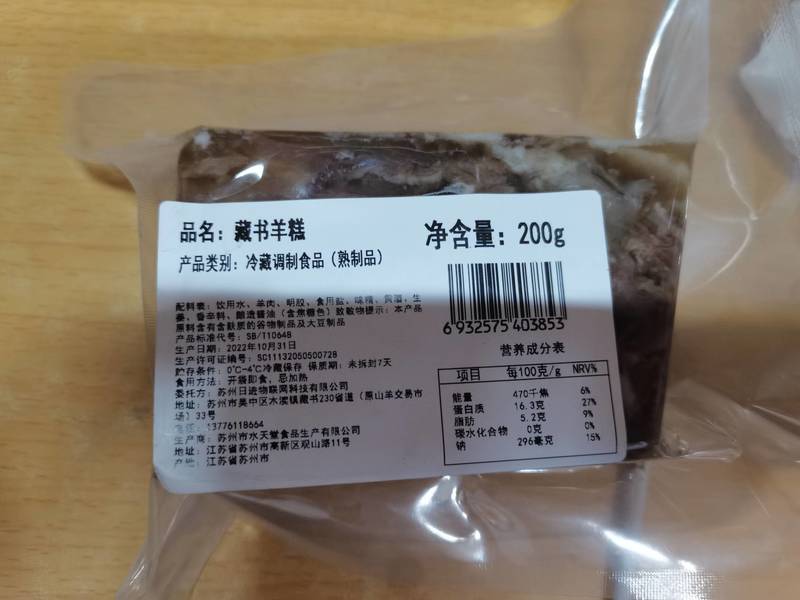 品名：藏书羊糕
净含量：200g
产品类别：冷藏调制食品（熟制品）
配料表：饮用水、羊肉、明胶、食用盐、味精、黄酒、生
姜、香辛料、酿造酱油（含焦糖色）致敏物提示：本产品
原料含有含麸质的谷物制品及大豆制品
产品标准代号：SB/T10648
生产日期：2022年10月31日
生产许可证编号：SC11132050500728
贮存条件：0℃-4℃冷藏保存 保质期：未拆封7天
食用方法：开袋即食，忌加热
委托方：苏州日进物联网科技有限公司
地址：苏州市吴中区木渎镇藏书230省道（原山羊交易市
场）33号
电话：13776118664
生产商：苏州市水天堂食品生产有限公司
地址：江苏省苏州市高新区观山路11号
产地：江苏省苏州市
6 932575 403853
营养成分表
项目 每100克/g NRV%
能量 470千焦 6%
蛋白质 16.3克 27%
脂肪 5.2克 9%
碳水化合物 0克 0%
钠 296毫克 15%